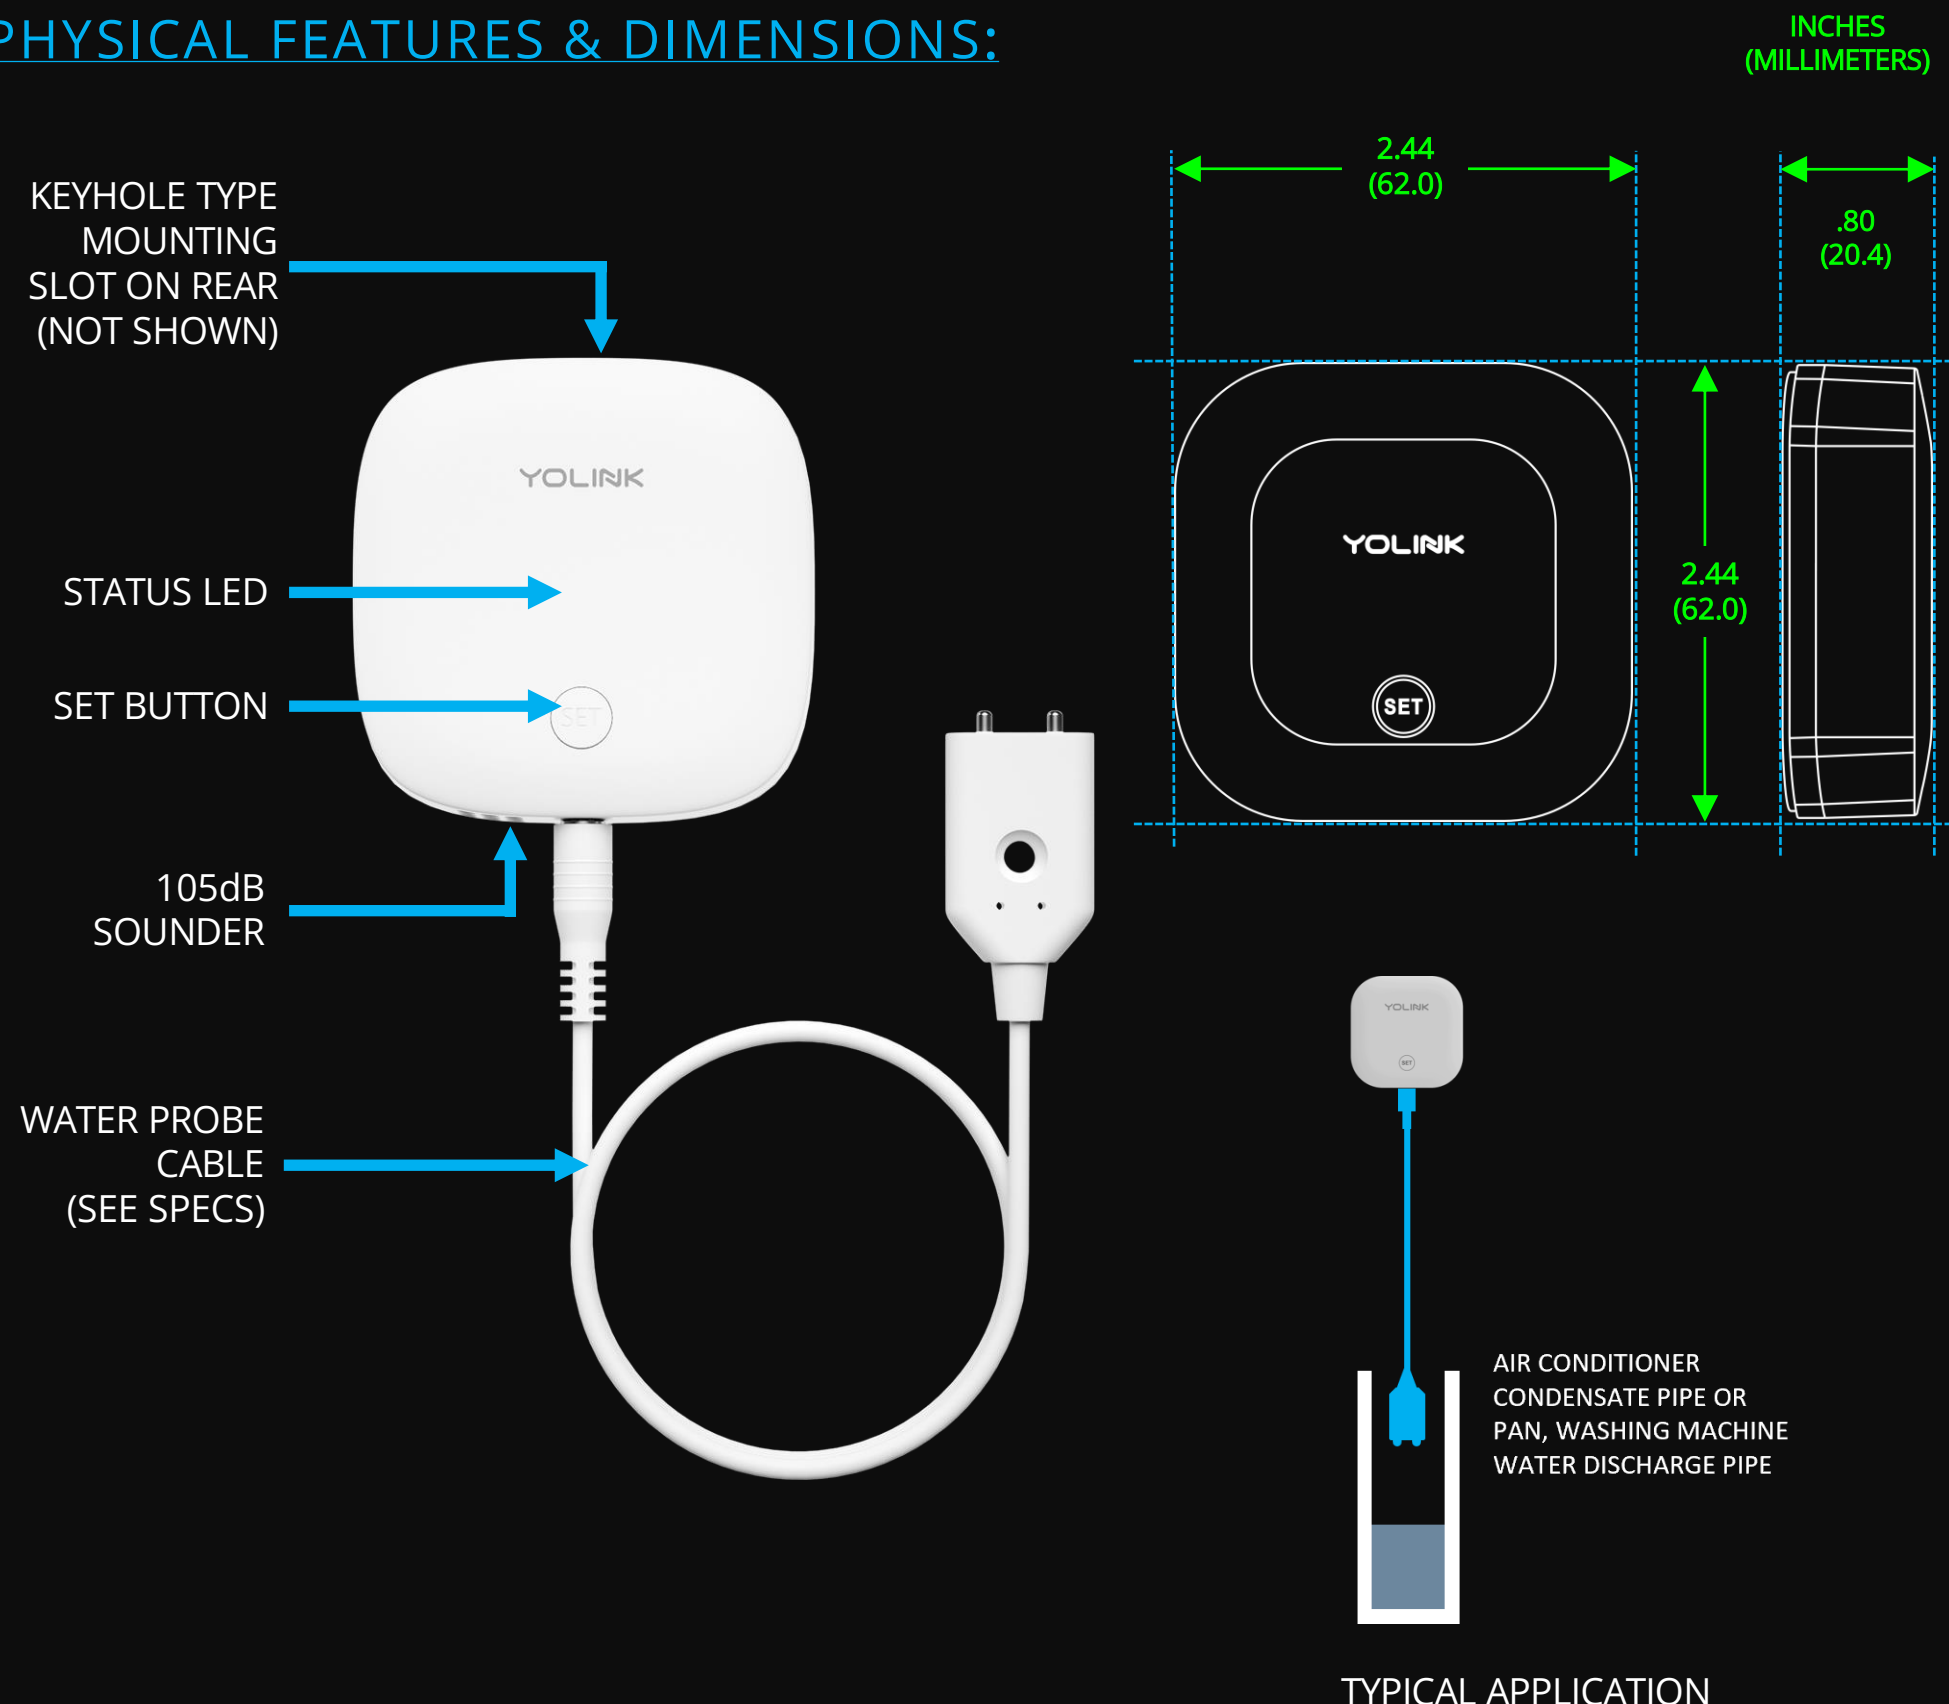 PHYSICAL FEATURES & DIMENSIONS:
INCHES
(MILLIMETERS)
KEYHOLE TYPE
MOUNTING
SLOT ON REAR
(NOT SHOWN)
YOLINK
STATUS LED
SET BUTTON
SET
105dB
SOUNDER
WATER PROBE
CABLE
(SEE SPECS)
2.44
(62.0)
.80
(20.4)
YOLINK
SET
2.44
(62.0)
YOLINK
SET
AIR CONDITIONER
CONDENSATE PIPE OR
PAN, WASHING MACHINE
WATER DISCHARGE PIPE
TYPICAL APPLICATION